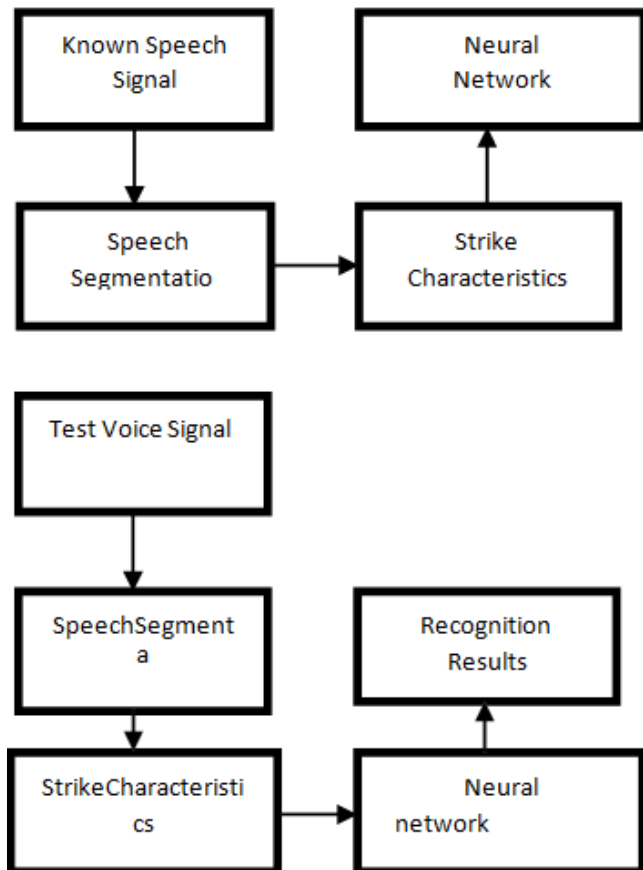 Known Speech
Signal
Neural
Network
Speech
Segmentatio
Strike
Characteristics
Test Voice Signal
SpeechSegment
a
Recognition
Results
StrikeCharacteristi
cs
Neural
network